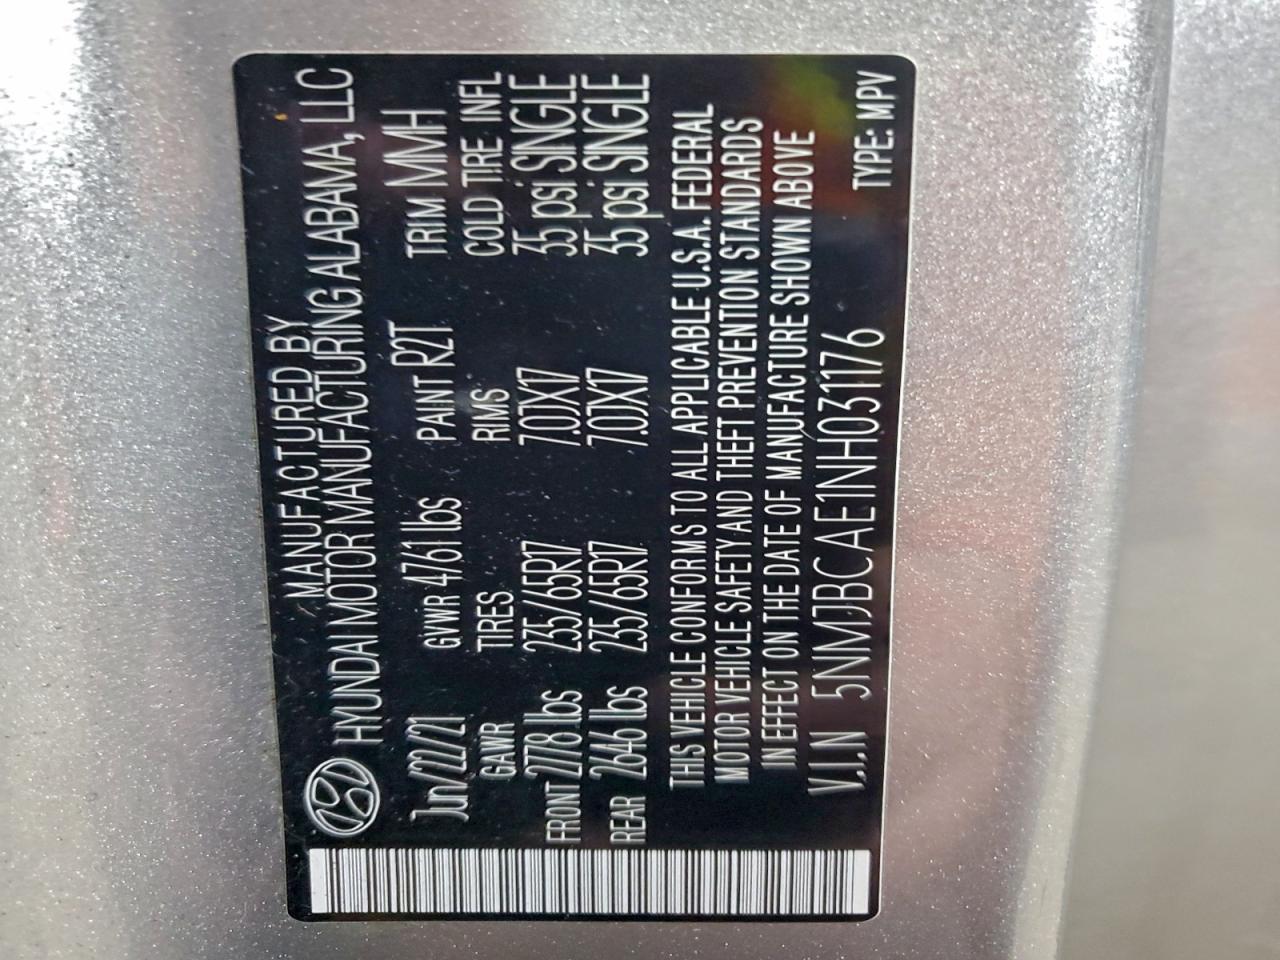 MANUFACTURED BY
HYUNDAI MOTOR MANUFACTURING ALABAMA, LLC
Jun/22/21 GVWR 4761 lbs PAINT R2T TRIM MMH
GAWR TIRES RIMS COLD TIRE INFL
FRONT 2778 lbs 235/65R17 7.0JX17 35 psi SINGLE
REAR 2646 lbs 235/65R17 7.0JX17 35 psi SINGLE
THIS VEHICLE CONFORMS TO ALL APPLICABLE U.S.A. FEDERAL
MOTOR VEHICLE SAFETY AND THEFT PREVENTION STANDARDS
IN EFFECT ON THE DATE OF MANUFACTURE SHOWN ABOVE
V.I.N 5NMJBCAE1NH031176
TYPE: MPV